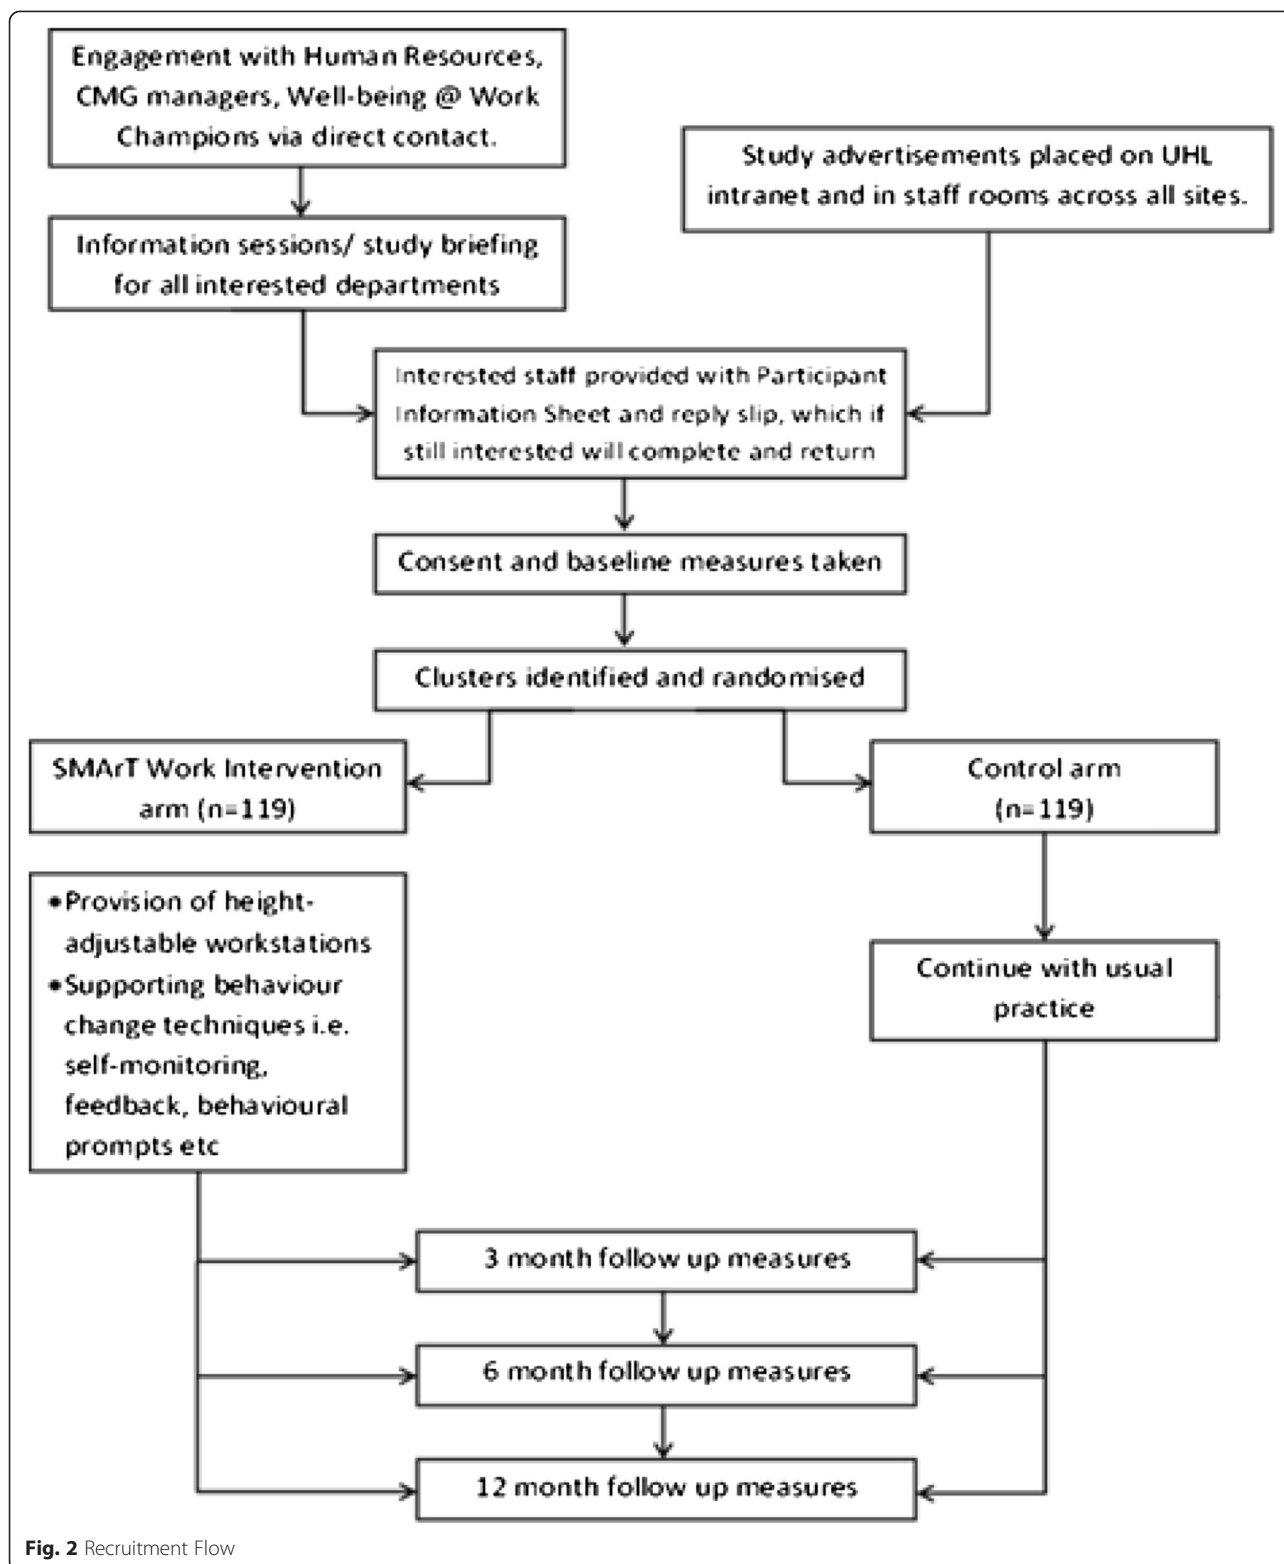 Engagement with Human Resources,
CMG managers, Well-being @ Work
Champions via direct contact.
Study advertisements placed on UHL
intranet and in staff rooms across all sites.
Information sessions/ study briefing
for all interested departments
Interested staff provided with Participant
Information Sheet and reply slip, which if
still interested will complete and return
Consent and baseline measures taken
Clusters identified and randomised
SMArT Work Intervention
arm (n=119)
Control arm
(n=119)
•Provision of height-
adjustable workstations
•Supporting behaviour
change techniques i.e.
self-monitoring,
feedback, behavioural
prompts etc
Continue with usual
practice
3 month follow up measures
6 month follow up measures
12 month follow up measures
Fig. 2 Recruitment Flow